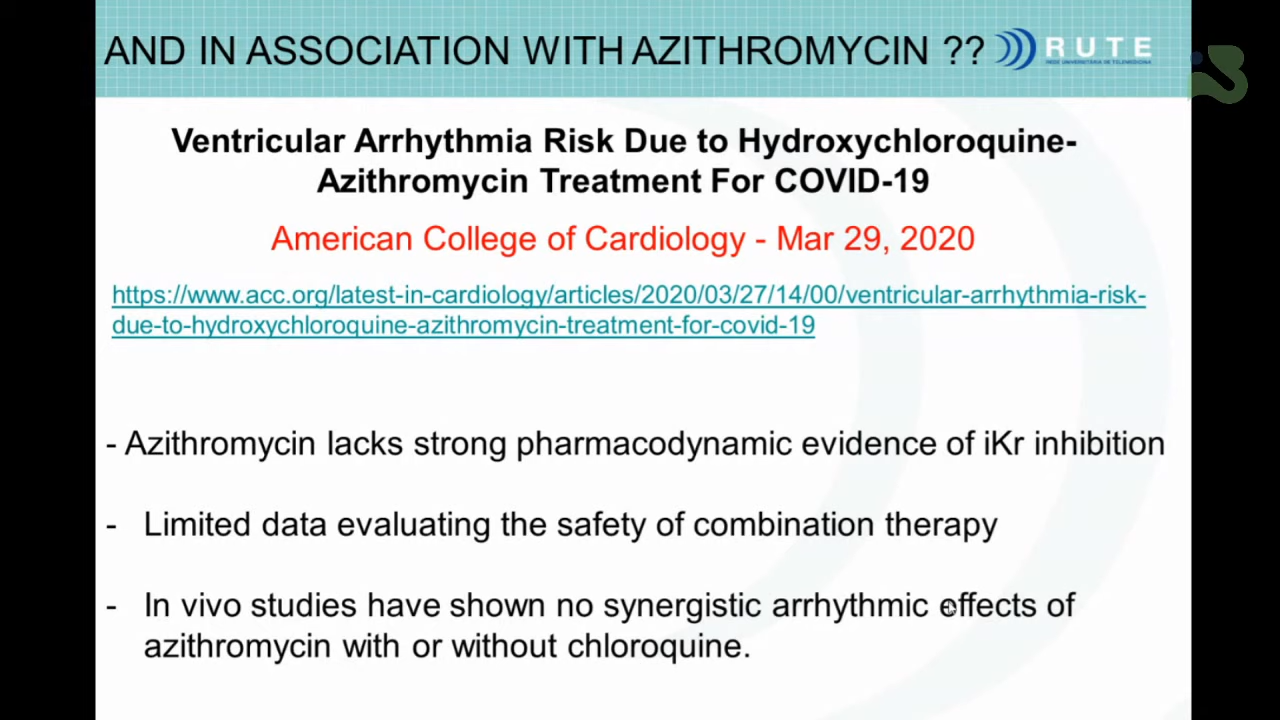 AND IN ASSOCIATION WITH AZITHROMYCIN ??
RUTE
REDE UNIVERSITÁRIA DE TELEMEDICINA
Ventricular Arrhythmia Risk Due to Hydroxychloroquine-
Azithromycin Treatment For COVID-19
American College of Cardiology - Mar 29, 2020
https://www.acc.org/latest-in-cardiology/articles/2020/03/27/14/00/ventricular-arrhythmia-risk-
due-to-hydroxychloroquine-azithromycin-treatment-for-covid-19
- Azithromycin lacks strong pharmacodynamic evidence of iKr inhibition
- Limited data evaluating the safety of combination therapy
- In vivo studies have shown no synergistic arrhythmic effects of
azithromycin with or without chloroquine.